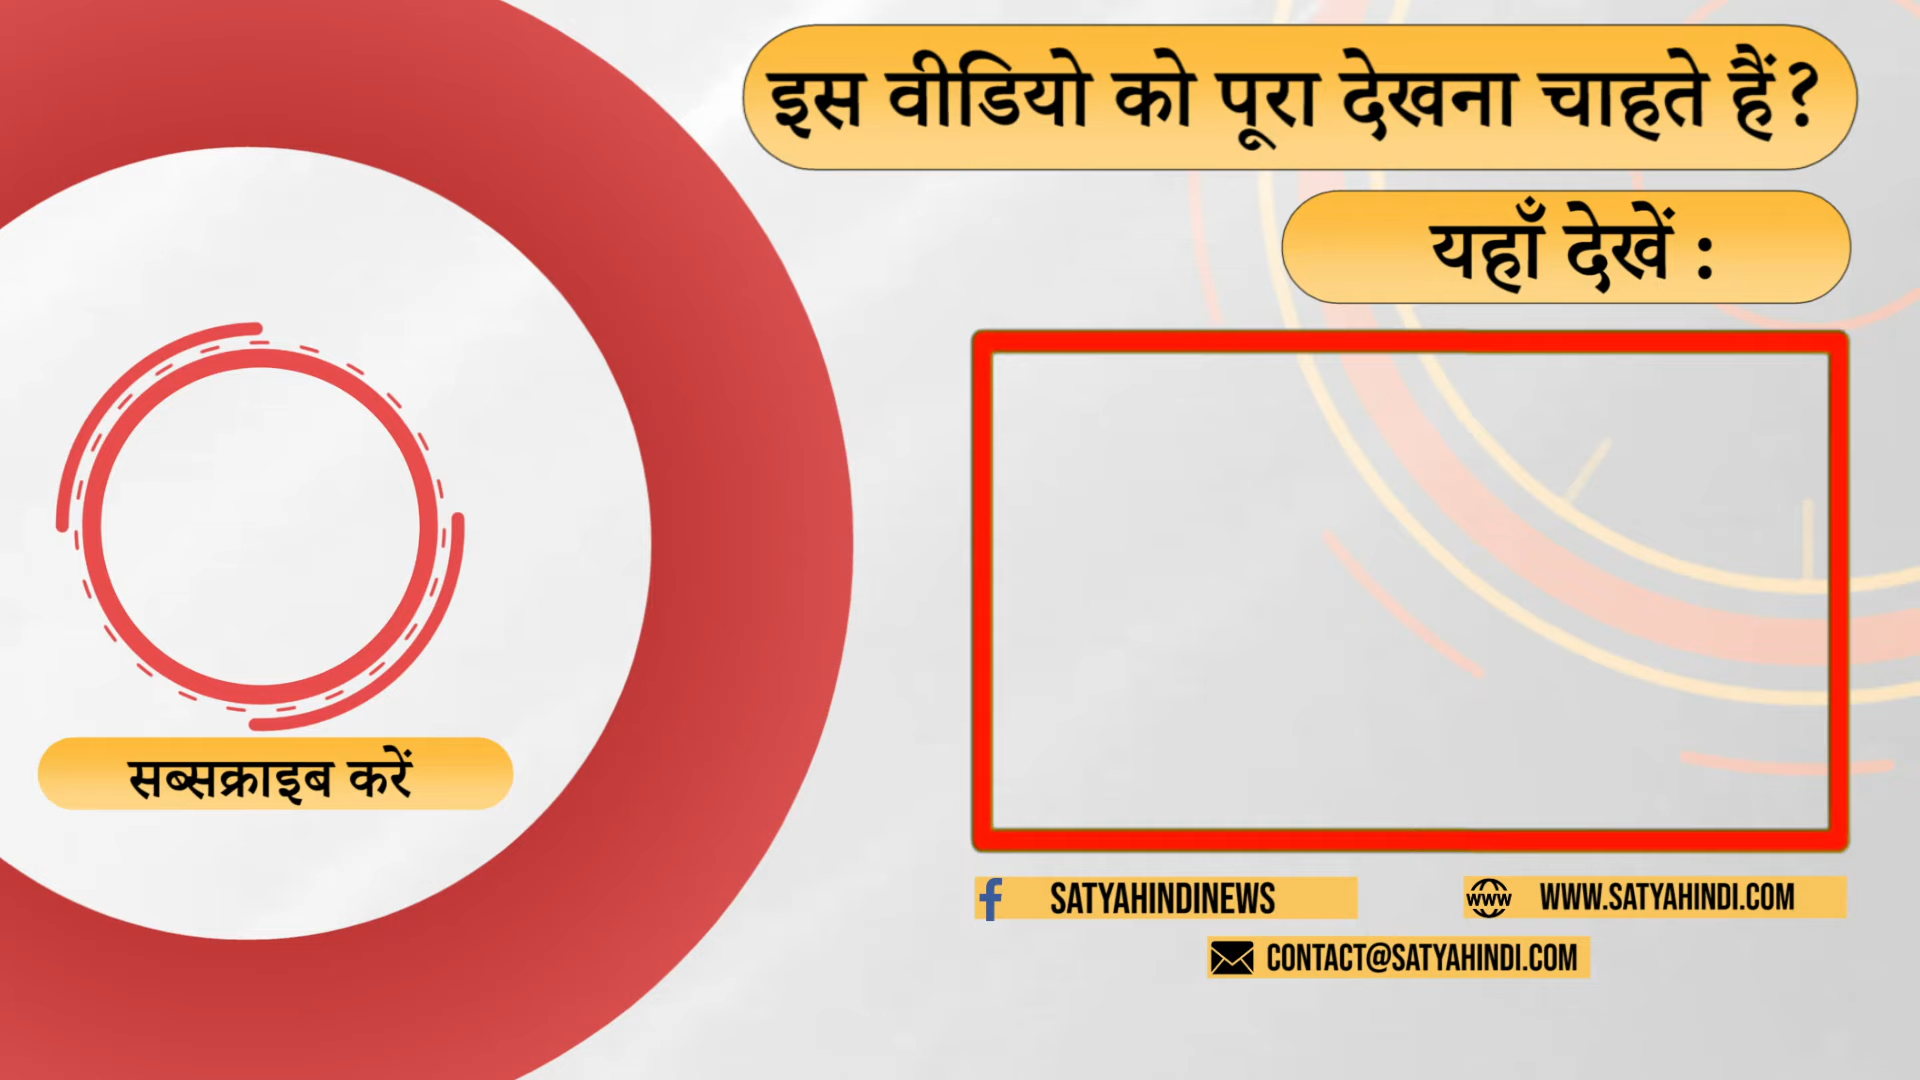 इस वीडियो को पूरा देखना चाहते हैं?
यहाँ देखें :
सब्सक्राइब करें
SATYAHINDINEWS
WWW.SATYAHINDI.COM
CONTACT@SATYAHINDI.COM